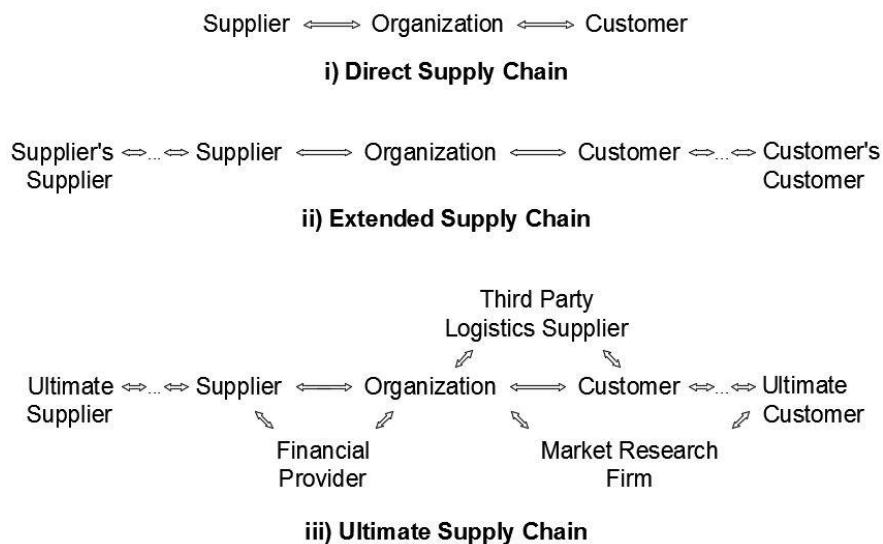 Supplier Organization Customer
i) Direct Supply Chain
Supplier's ... Supplier Organization Customer ... Customer's
Supplier Customer
ii) Extended Supply Chain
Third Party
Logistics Supplier
Ultimate ... Supplier Organization Customer ... Ultimate
Supplier Customer
Financial Market Research
Provider Firm
iii) Ultimate Supply Chain